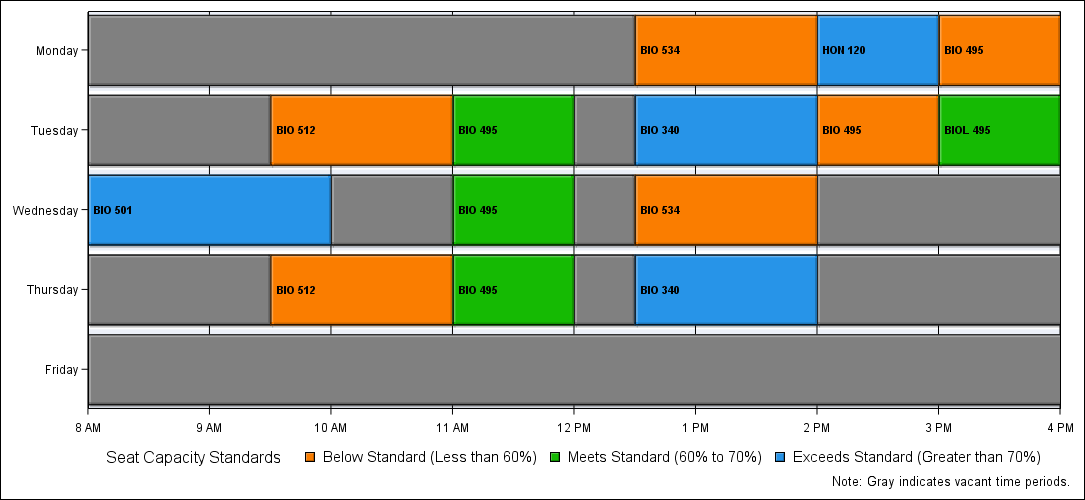 Monday
BIO 534
HON 120
BIO 495
Tuesday
BIO 512
BIO 495
BIO 340
BIO 495
BIOL 495
Wednesday
BIO 501
BIO 495
BIO 534
Thursday
BIO 512
BIO 495
BIO 340
Friday
8 AM 9 AM 10 AM 11 AM 12 PM 1 PM 2 PM 3 PM 4 PM
Seat Capacity Standards Below Standard (Less than 60%) Meets Standard (60% to 70%) Exceeds Standard (Greater than 70%)
Note: Gray indicates vacant time periods.